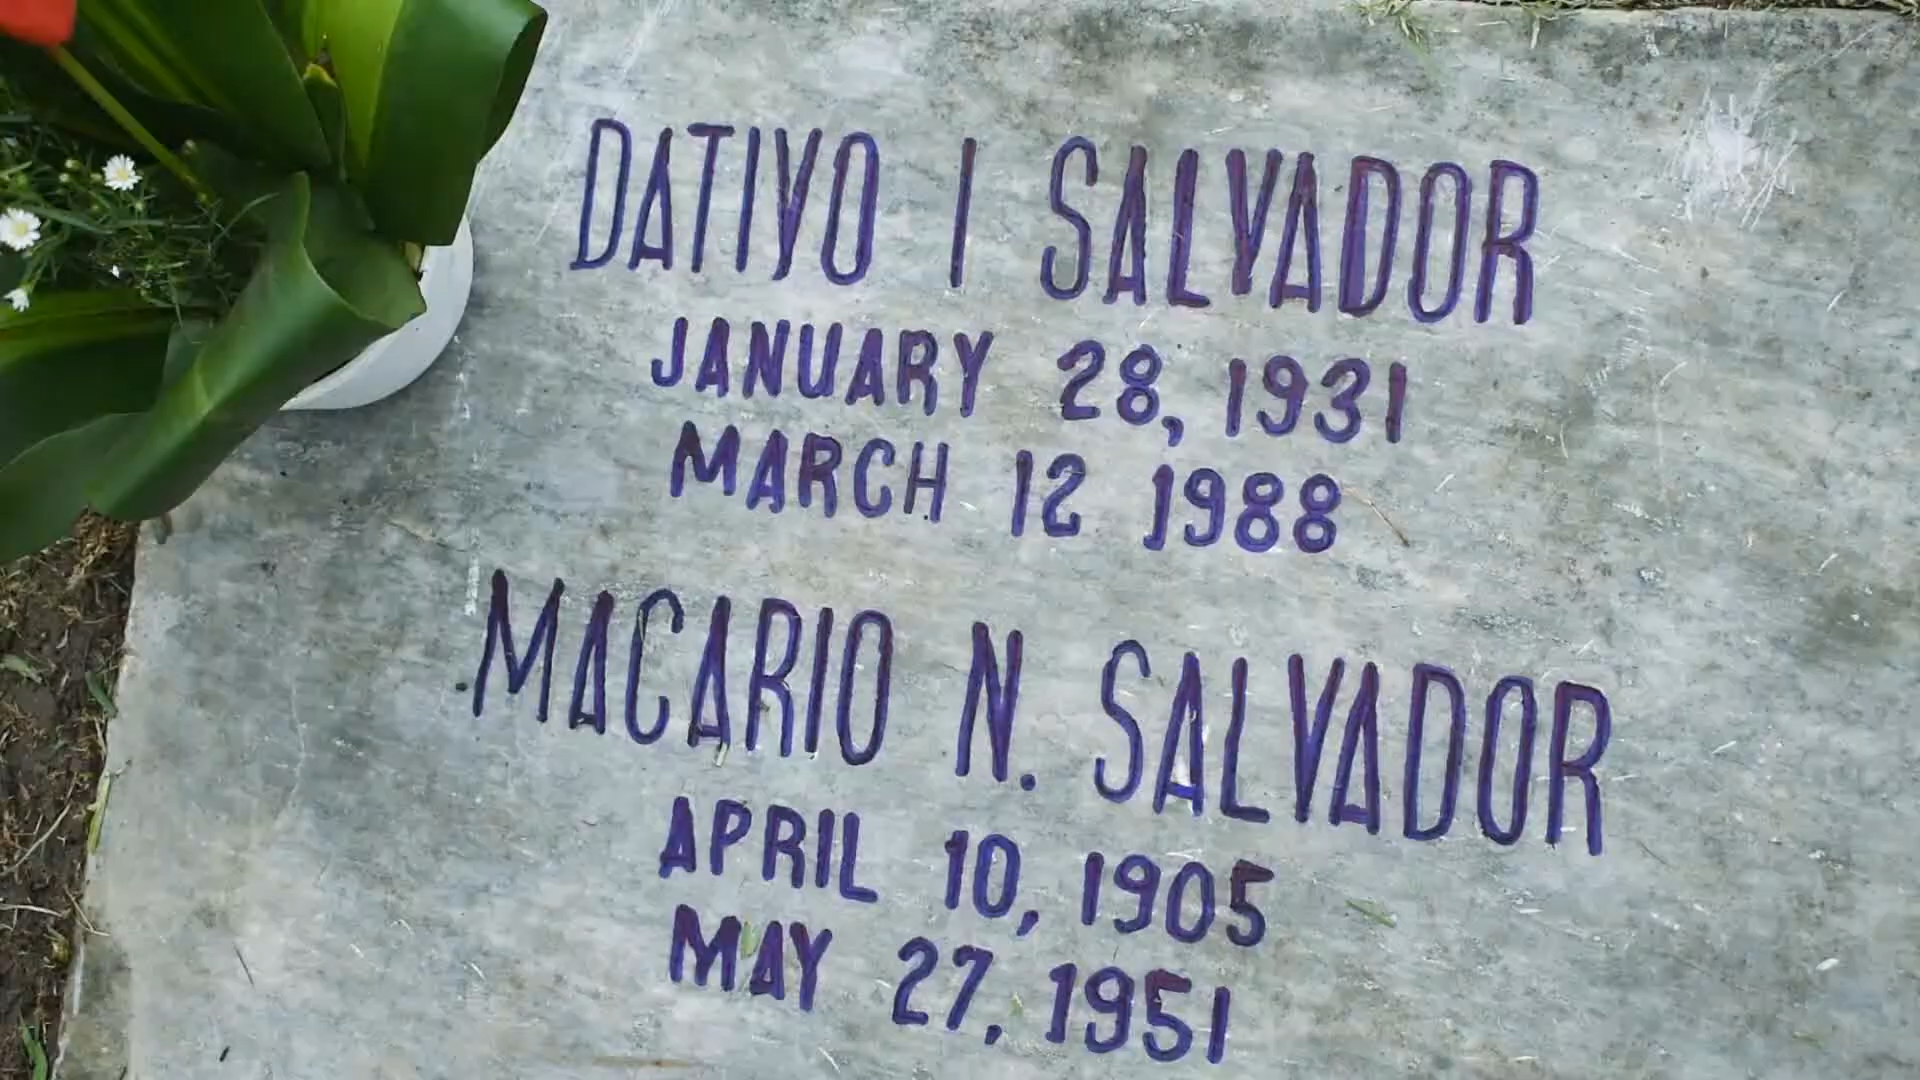 DATIVO I SALVADOR
JANUARY 28, 1931
MARCH 12 1988
MACARIO N. SALVADOR
APRIL 10, 1905
MAY 27, 1951